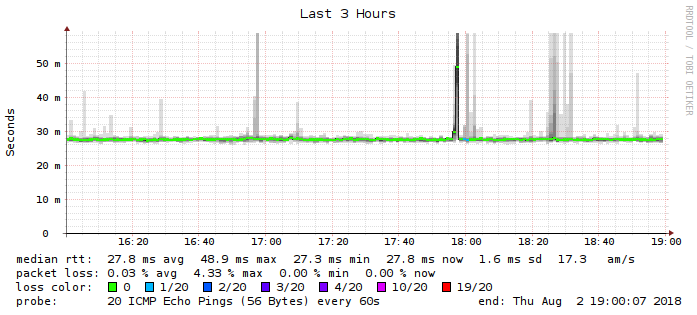 Last 3 Hours
RRDTOOL / TOBI OETIKER
Seconds
50 m
40 m
30 m
20 m
10 m
0
16:20 16:40 17:00 17:20 17:40 18:00 18:20 18:40 19:00
median rtt: 27.8 ms avg 48.9 ms max 27.3 ms min 27.8 ms now 1.6 ms sd 17.3 am/s
packet loss: 0.03 % avg 4.33 % max 0.00 % min 0.00 % now
loss color: 0 1/20 2/20 3/20 4/20 10/20 19/20
probe: 20 ICMP Echo Pings (56 Bytes) every 60s end: Thu Aug 2 19:00:07 2018